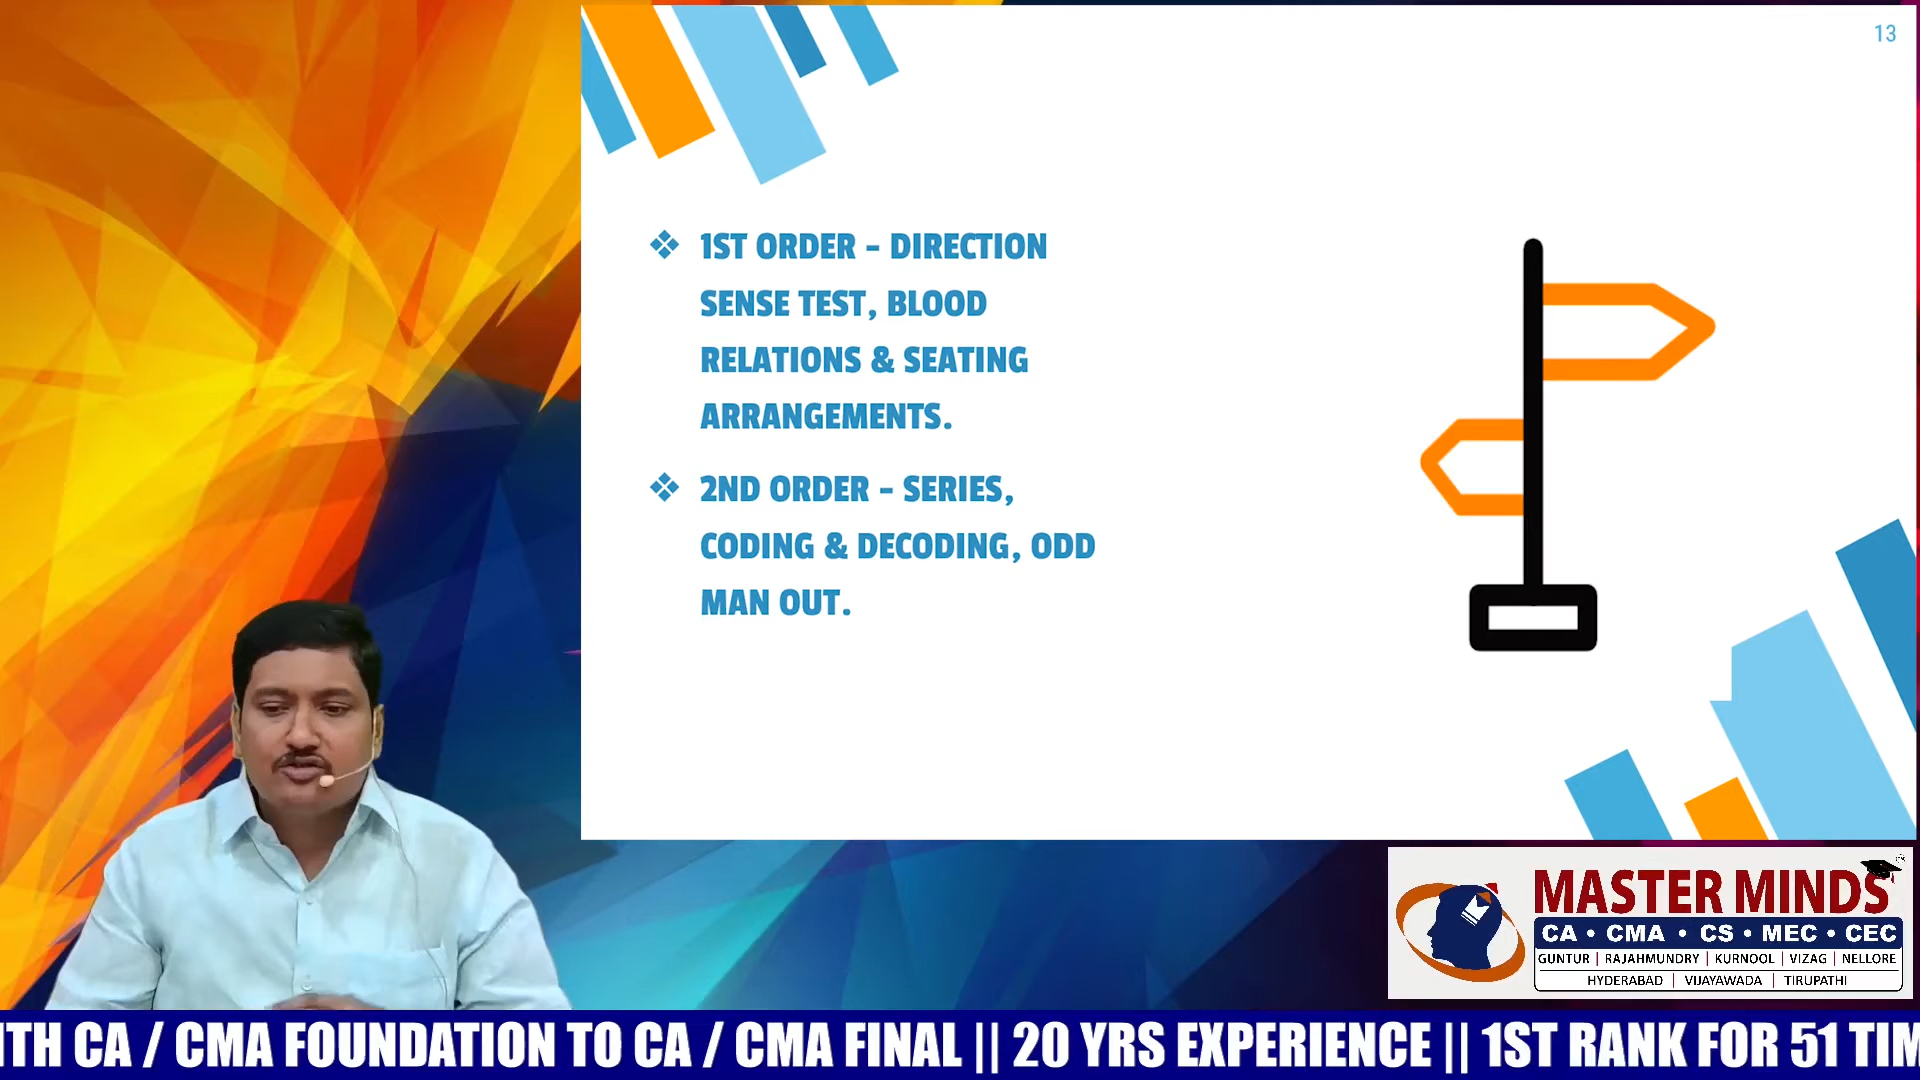 13
❖ 1ST ORDER – DIRECTION
SENSE TEST, BLOOD
RELATIONS & SEATING
ARRANGEMENTS.
❖ 2ND ORDER – SERIES,
CODING & DECODING, ODD
MAN OUT.
MASTER MINDS
CA • CMA • CS • MEC • CEC
GUNTUR | RAJAHMUNDRY | KURNOOL | VIZAG | NELLORE
HYDERABAD | VIJAYAWADA | TIRUPATHI
ITH CA / CMA FOUNDATION TO CA / CMA FINAL || 20 YRS EXPERIENCE || 1ST RANK FOR 51 TIM